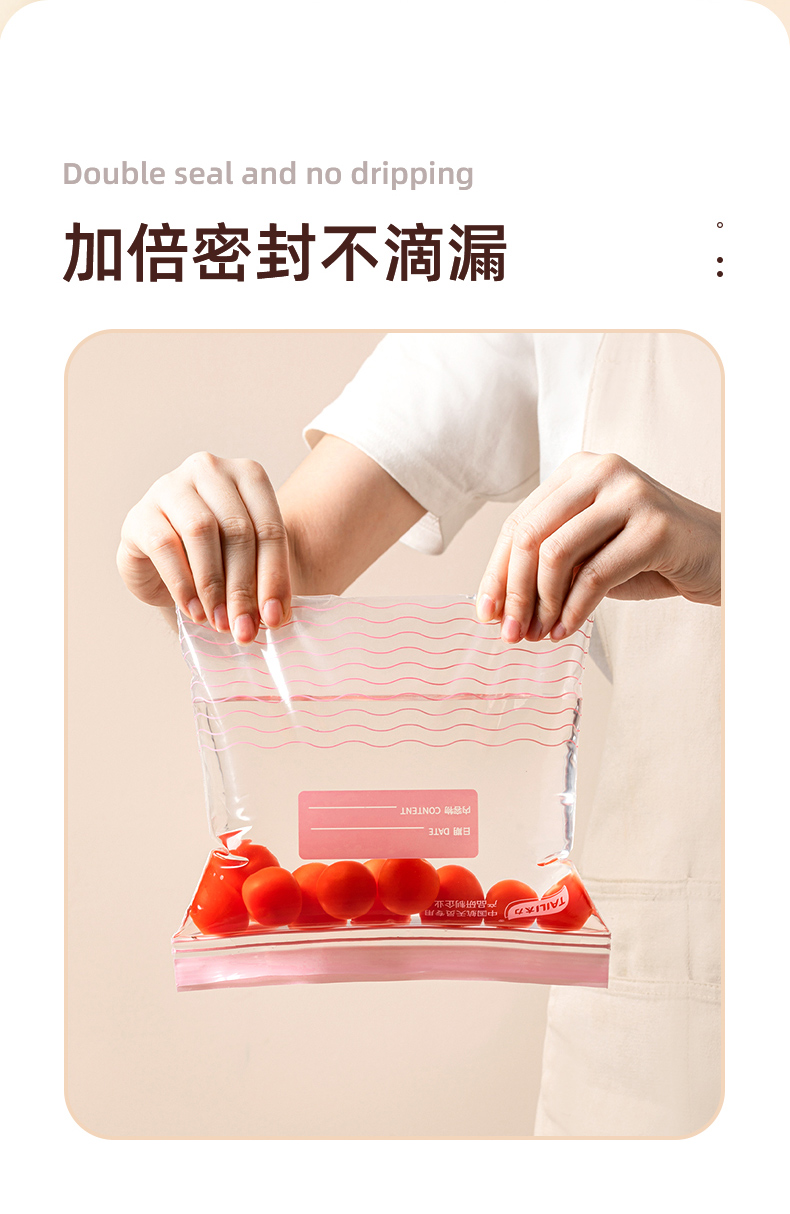 Double seal and no dripping
加倍密封不滴漏
日期 DATE
内容物 CONTENT
TAILI太力
中国航天员专用
产品研制企业